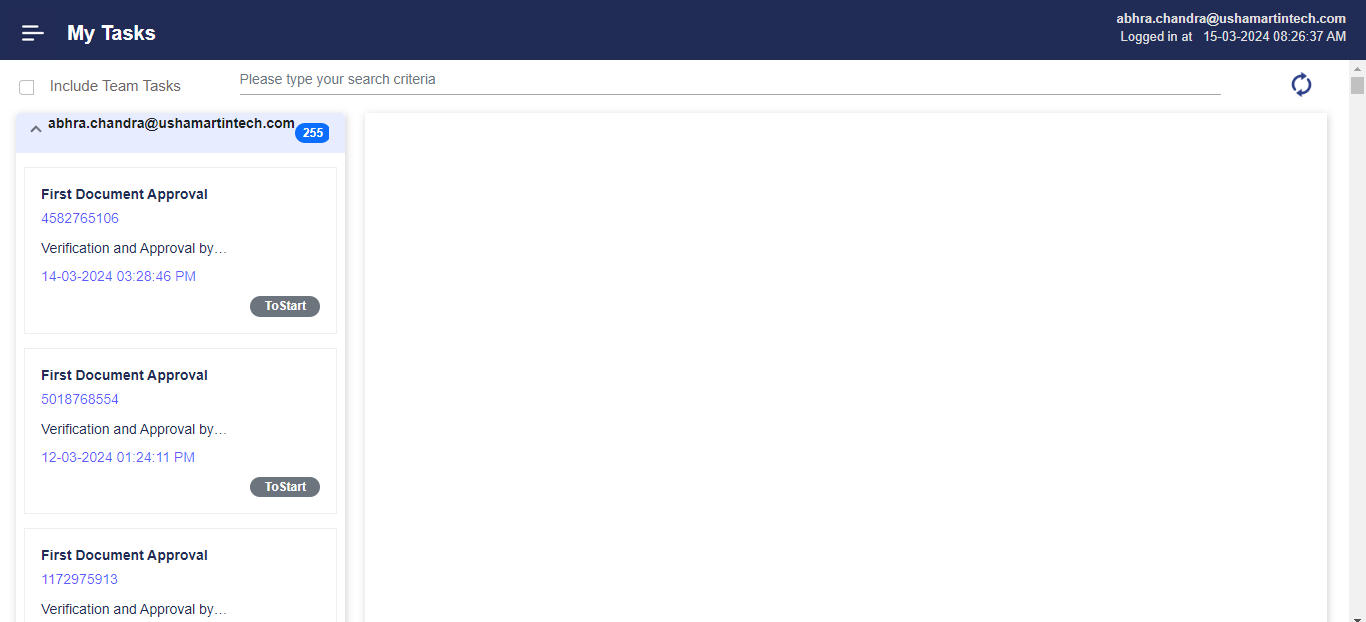 My Tasks
abhra.chandra@ushamartintech.com
Logged in at 15-03-2024 08:26:37 AM
Include Team Tasks
Please type your search criteria
abhra.chandra@ushamartintech.com
255
First Document Approval
4582765106
Verification and Approval by…
14-03-2024 03:28:46 PM
ToStart
First Document Approval
5018768554
Verification and Approval by…
12-03-2024 01:24:11 PM
ToStart
First Document Approval
1172975913
Verification and Approval by…